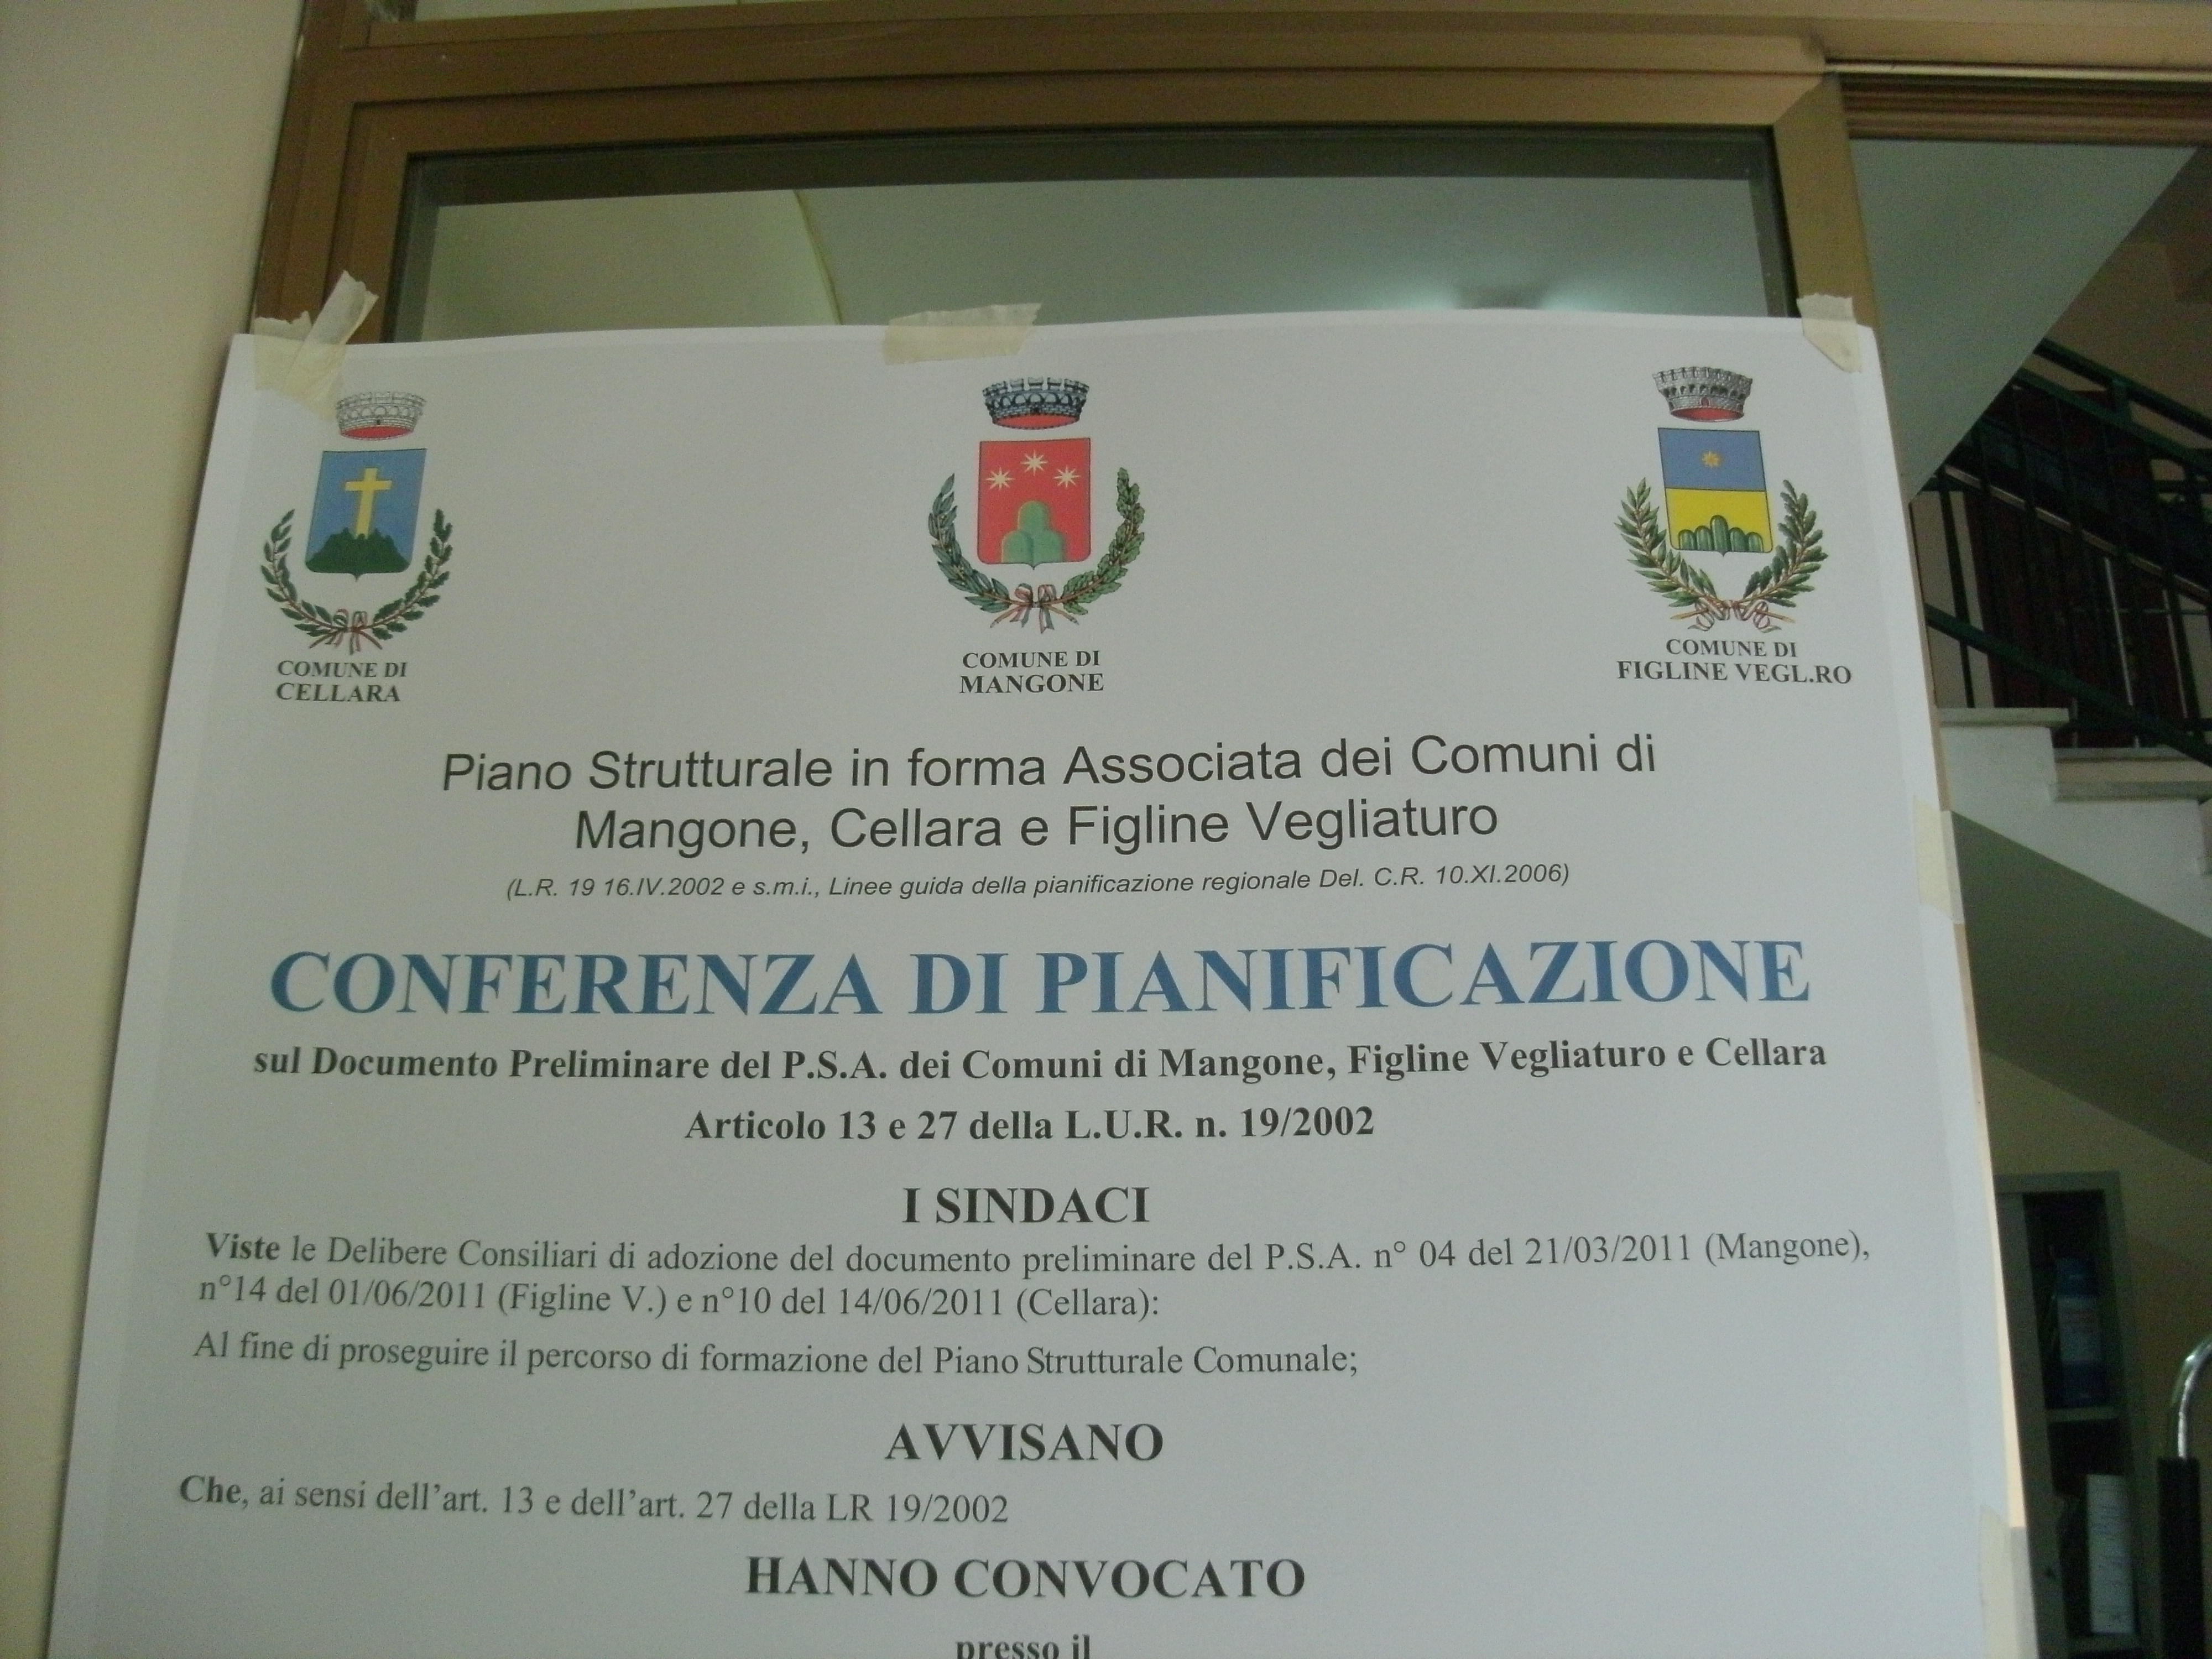 COMUNE DI
CELLARA
COMUNE DI
MANGONE
COMUNE DI
FIGLINE VEGL.RO
Piano Strutturale in forma Associata dei Comuni di
Mangone, Cellara e Figline Vegliaturo
(L.R. 19 16.IV.2002 e s.m.i., Linee guida della pianificazione regionale Del. C.R. 10.XI.2006)
CONFERENZA DI PIANIFICAZIONE
sul Documento Preliminare del P.S.A. dei Comuni di Mangone, Figline Vegliaturo e Cellara
Articolo 13 e 27 della L.U.R. n. 19/2002
I SINDACI
Viste le Delibere Consiliari di adozione del documento preliminare del P.S.A. n° 04 del 21/03/2011 (Mangone),
n°14 del 01/06/2011 (Figline V.) e n°10 del 14/06/2011 (Cellara):
Al fine di proseguire il percorso di formazione del Piano Strutturale Comunale;
AVVISANO
Che, ai sensi dell'art. 13 e dell'art. 27 della LR 19/2002
HANNO CONVOCATO
presso il